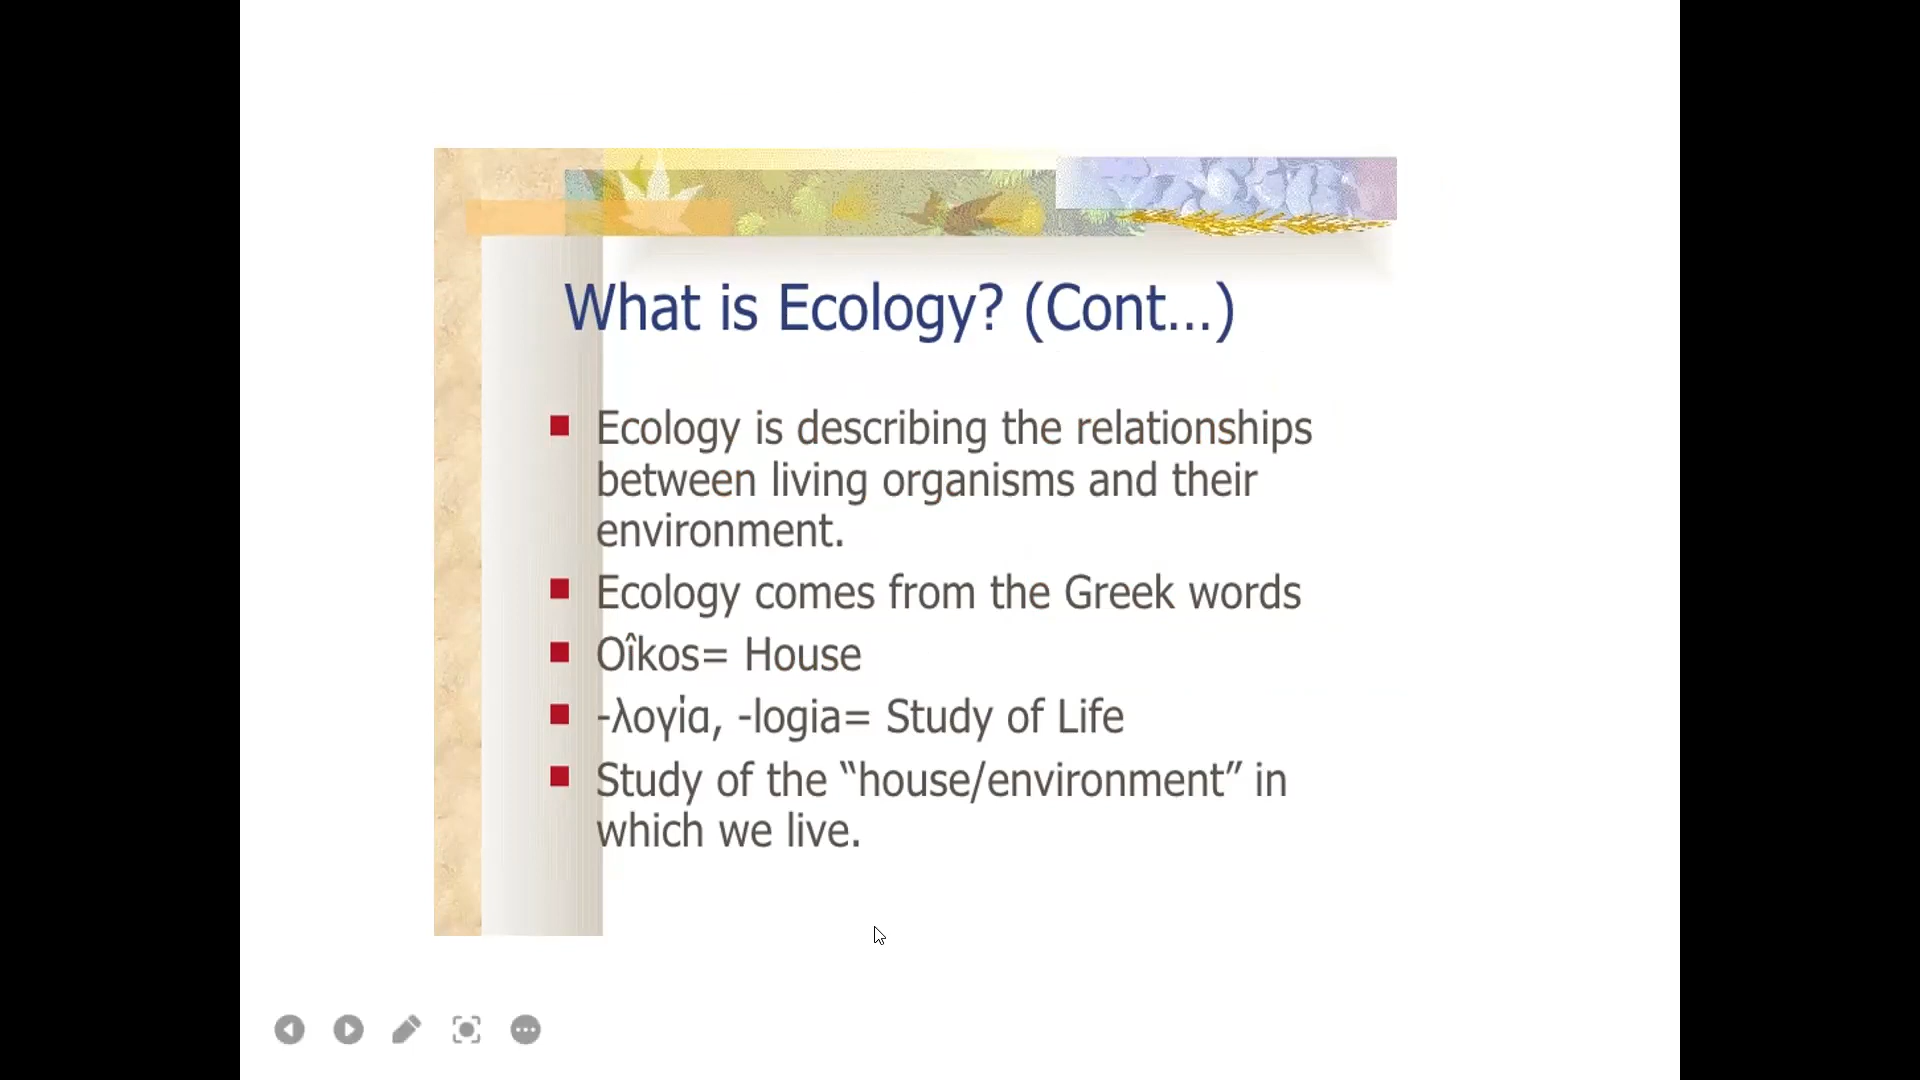 What is Ecology? (Cont...)
Ecology is describing the relationships
between living organisms and their
environment.
Ecology comes from the Greek words
Oîkos= House
-λογία, -logia= Study of Life
Study of the “house/environment” in
which we live.